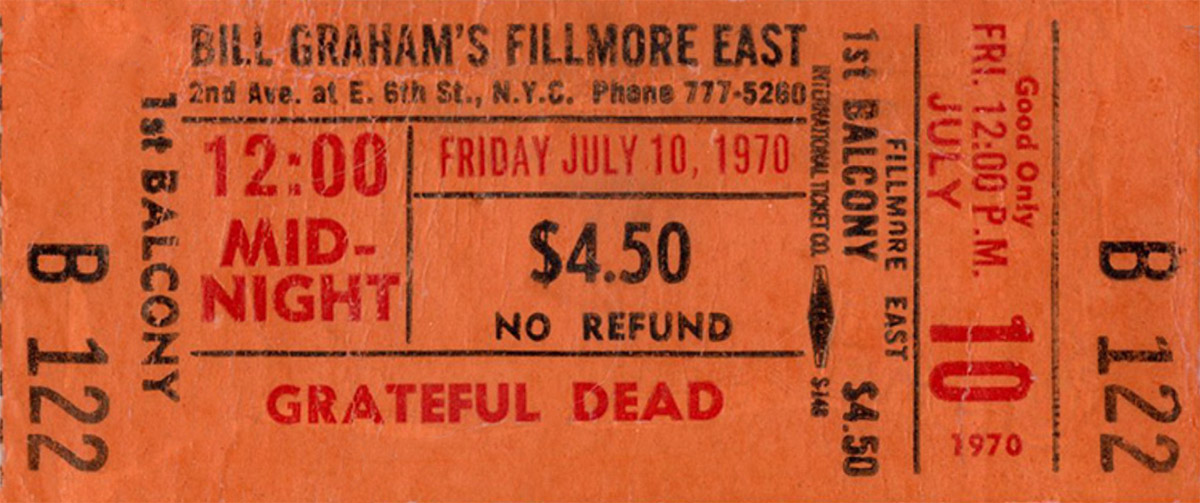 B 122
1st BALCONY
BILL GRAHAM'S FILLMORE EAST
2nd Ave. at E. 6th St., N.Y.C. Phone 777-5260
12:00
MID-
NIGHT
FRIDAY JULY 10, 1970
$4.50
NO REFUND
GRATEFUL DEAD
INTERNATIONAL TICKET CO. S148
1st BALCONY $4.50
FILLMORE EAST
Good Only
FRI. 12:00 P.M.
JULY
10
1970
B 122